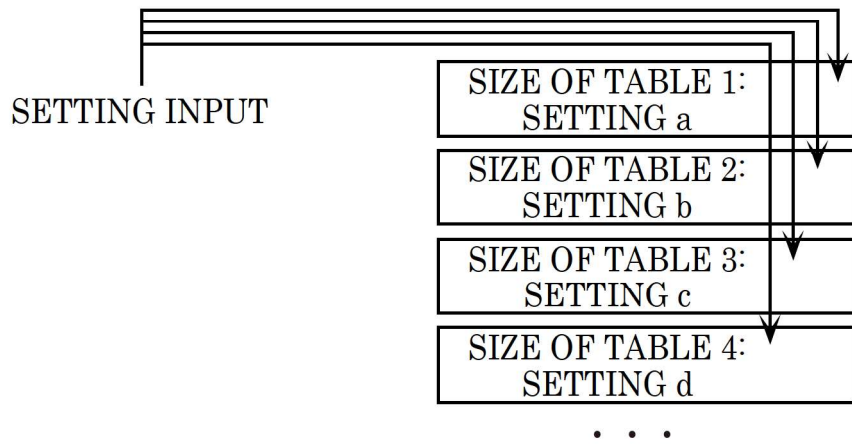 SETTING INPUT
SIZE OF TABLE 1:
SETTING a
SIZE OF TABLE 2:
SETTING b
SIZE OF TABLE 3:
SETTING c
SIZE OF TABLE 4:
SETTING d
. . .